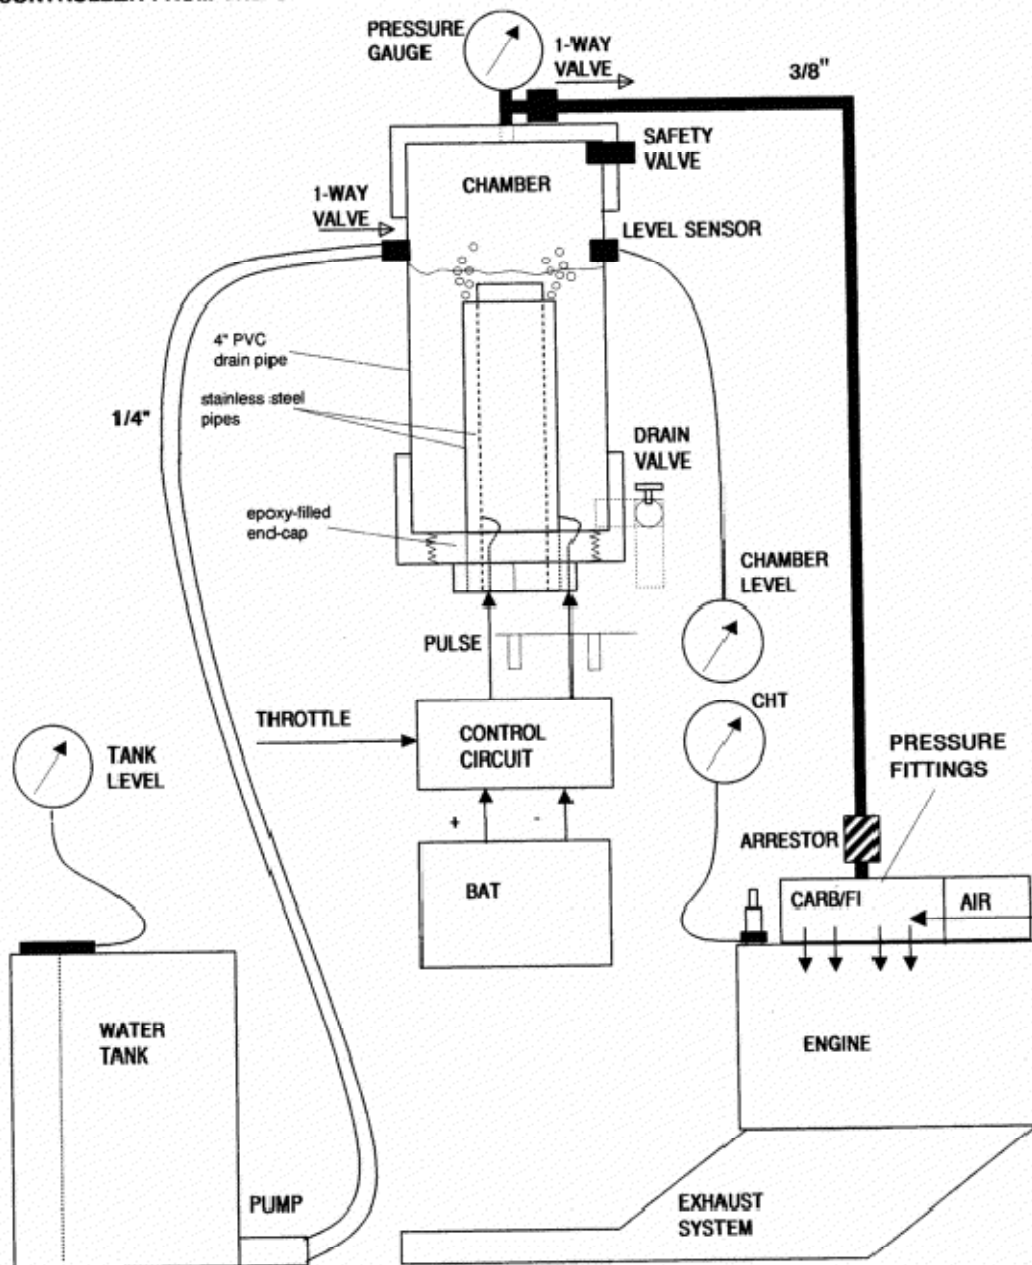 PRESSURE
GAUGE
1-WAY
VALVE
3/8"
SAFETY
VALVE
CHAMBER
1-WAY
VALVE
LEVEL SENSOR
4" PVC
drain pipe
stainless steel
pipes
1/4"
DRAIN
VALVE
epoxy-filled
end-cap
CHAMBER
LEVEL
PULSE
CHT
THROTTLE
CONTROL
CIRCUIT
TANK
LEVEL
PRESSURE
FITTINGS
+ -
ARRESTOR
BAT
CARB/FI
AIR
WATER
TANK
ENGINE
PUMP
EXHAUST
SYSTEM